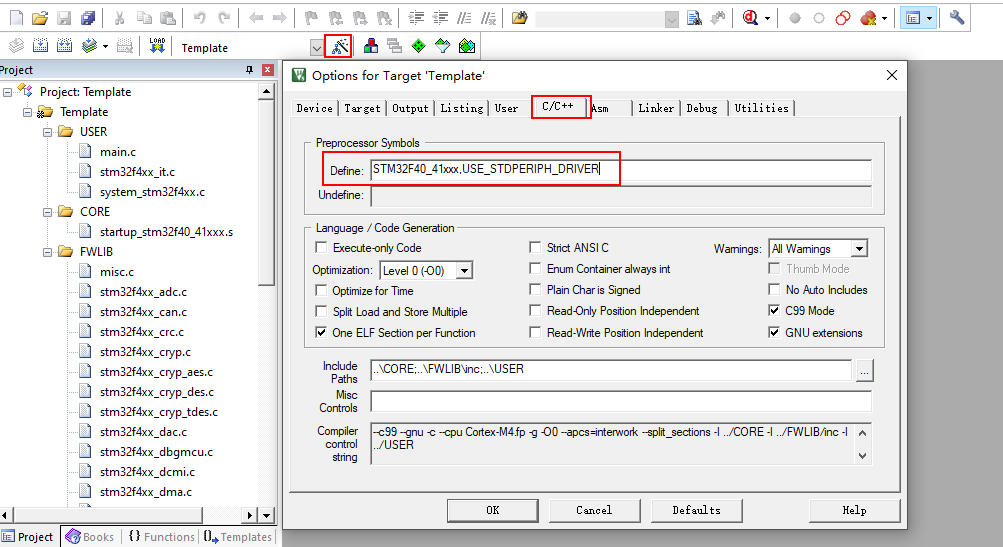 LOAD
Template
Project
Project: Template
Template
USER
main.c
stm32f4xx_it.c
system_stm32f4xx.c
CORE
startup_stm32f40_41xxx.s
FWLIB
misc.c
stm32f4xx_adc.c
stm32f4xx_can.c
stm32f4xx_crc.c
stm32f4xx_cryp.c
stm32f4xx_cryp_aes.c
stm32f4xx_cryp_des.c
stm32f4xx_cryp_tdes.c
stm32f4xx_dac.c
stm32f4xx_dbgmcu.c
stm32f4xx_dcmi.c
stm32f4xx_dma.c
Project Books {} Functions Templates
Options for Target 'Template'
Device Target Output Listing User C/C++ Asm Linker Debug Utilities
Preprocessor Symbols
Define: STM32F40_41xxx,USE_STDPERIPH_DRIVER
Undefine:
Language / Code Generation
Execute-only Code Strict ANSI C Warnings: All Warnings
Optimization: Level 0 (-O0) Enum Container always int Thumb Mode
Optimize for Time Plain Char is Signed No Auto Includes
Split Load and Store Multiple Read-Only Position Independent C99 Mode
One ELF Section per Function Read-Write Position Independent GNU extensions
Include Paths ..\CORE;..\FWLIB\inc;..\USER ...
Misc Controls
Compiler control string --c99 --gnu -c --cpu Cortex-M4.fp -g -O0 --apcs=interwork --split_sections -I ../CORE -I ../FWLIB/inc -I
../USER
OK Cancel Defaults Help